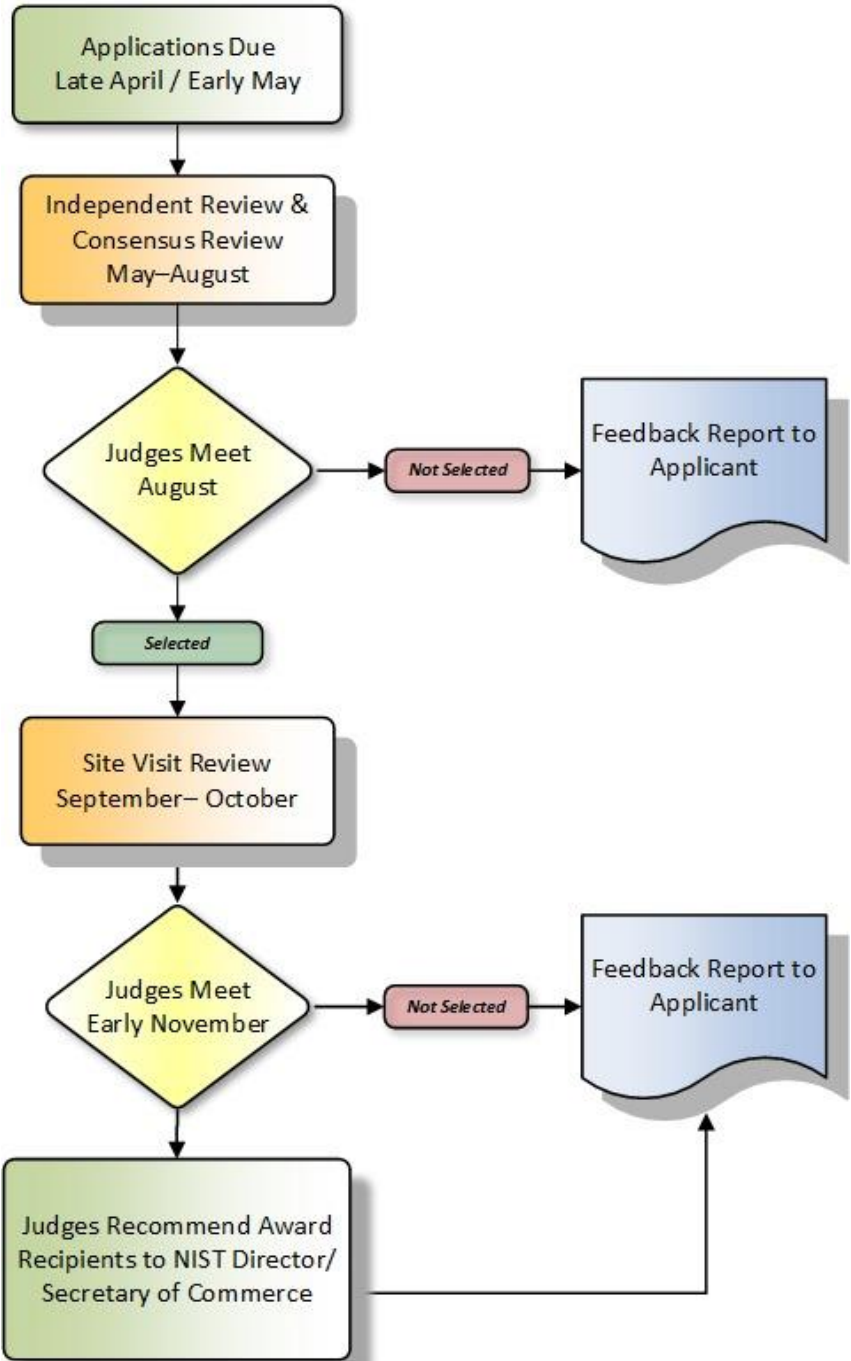 Applications Due
Late April / Early May
Independent Review &
Consensus Review
May–August
Judges Meet
August
Not Selected
Feedback Report to
Applicant
Selected
Site Visit Review
September– October
Judges Meet
Early November
Not Selected
Feedback Report to
Applicant
Judges Recommend Award
Recipients to NIST Director/
Secretary of Commerce